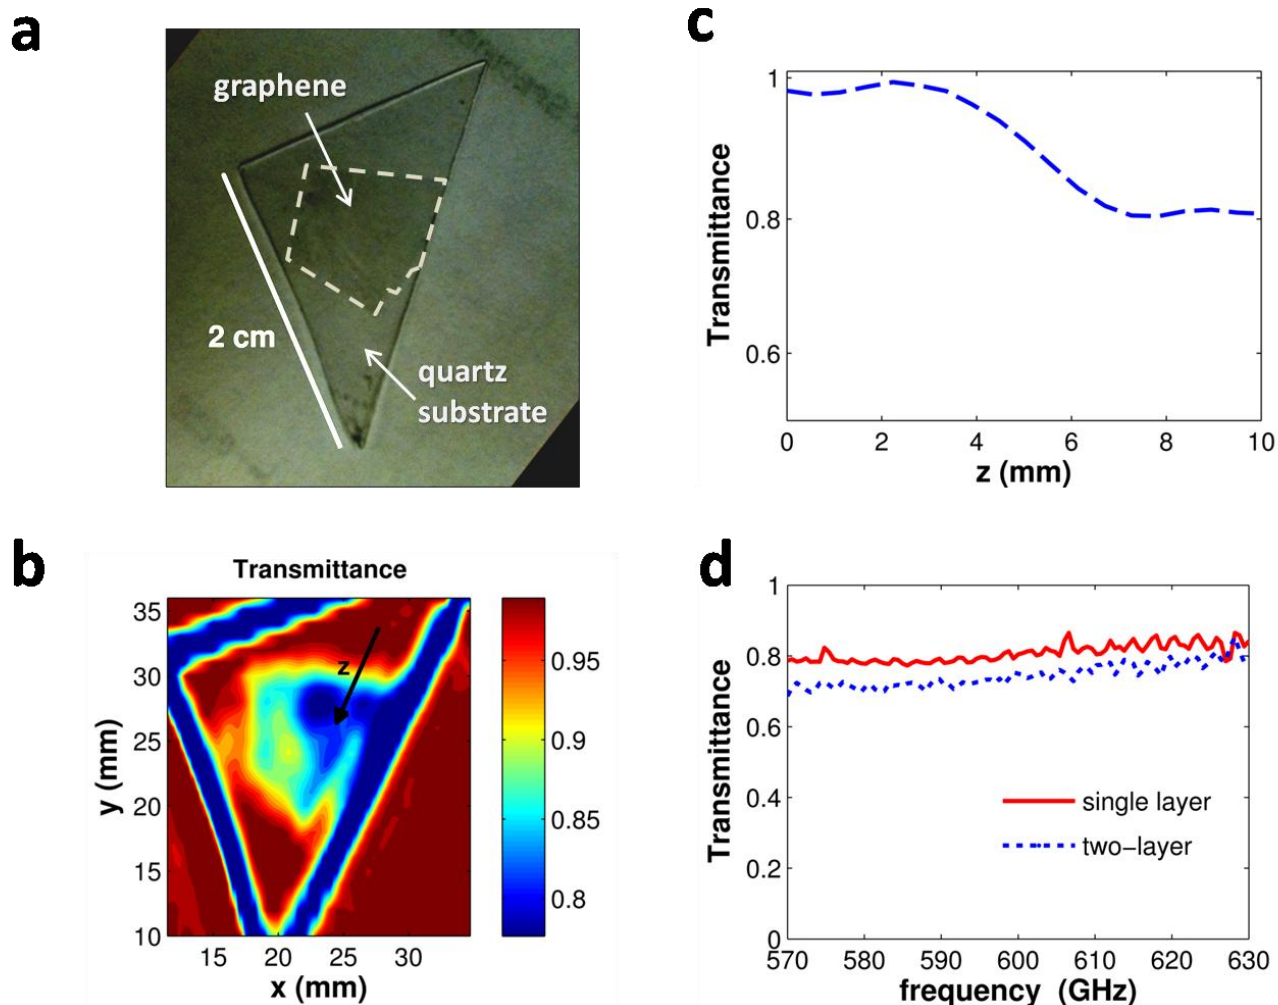 a
graphene
2 cm
quartz
substrate
b
Transmittance
35
30
25
20
15
10
y (mm)
15 20 25 30
x (mm)
0.95
0.9
0.85
0.8
c
1
0.8
0.6
Transmittance
0 2 4 6 8 10
z (mm)
z
d
1
0.8
0.6
0.4
0.2
0
Transmittance
single layer
two-layer
570 580 590 600 610 620 630
frequency (GHz)